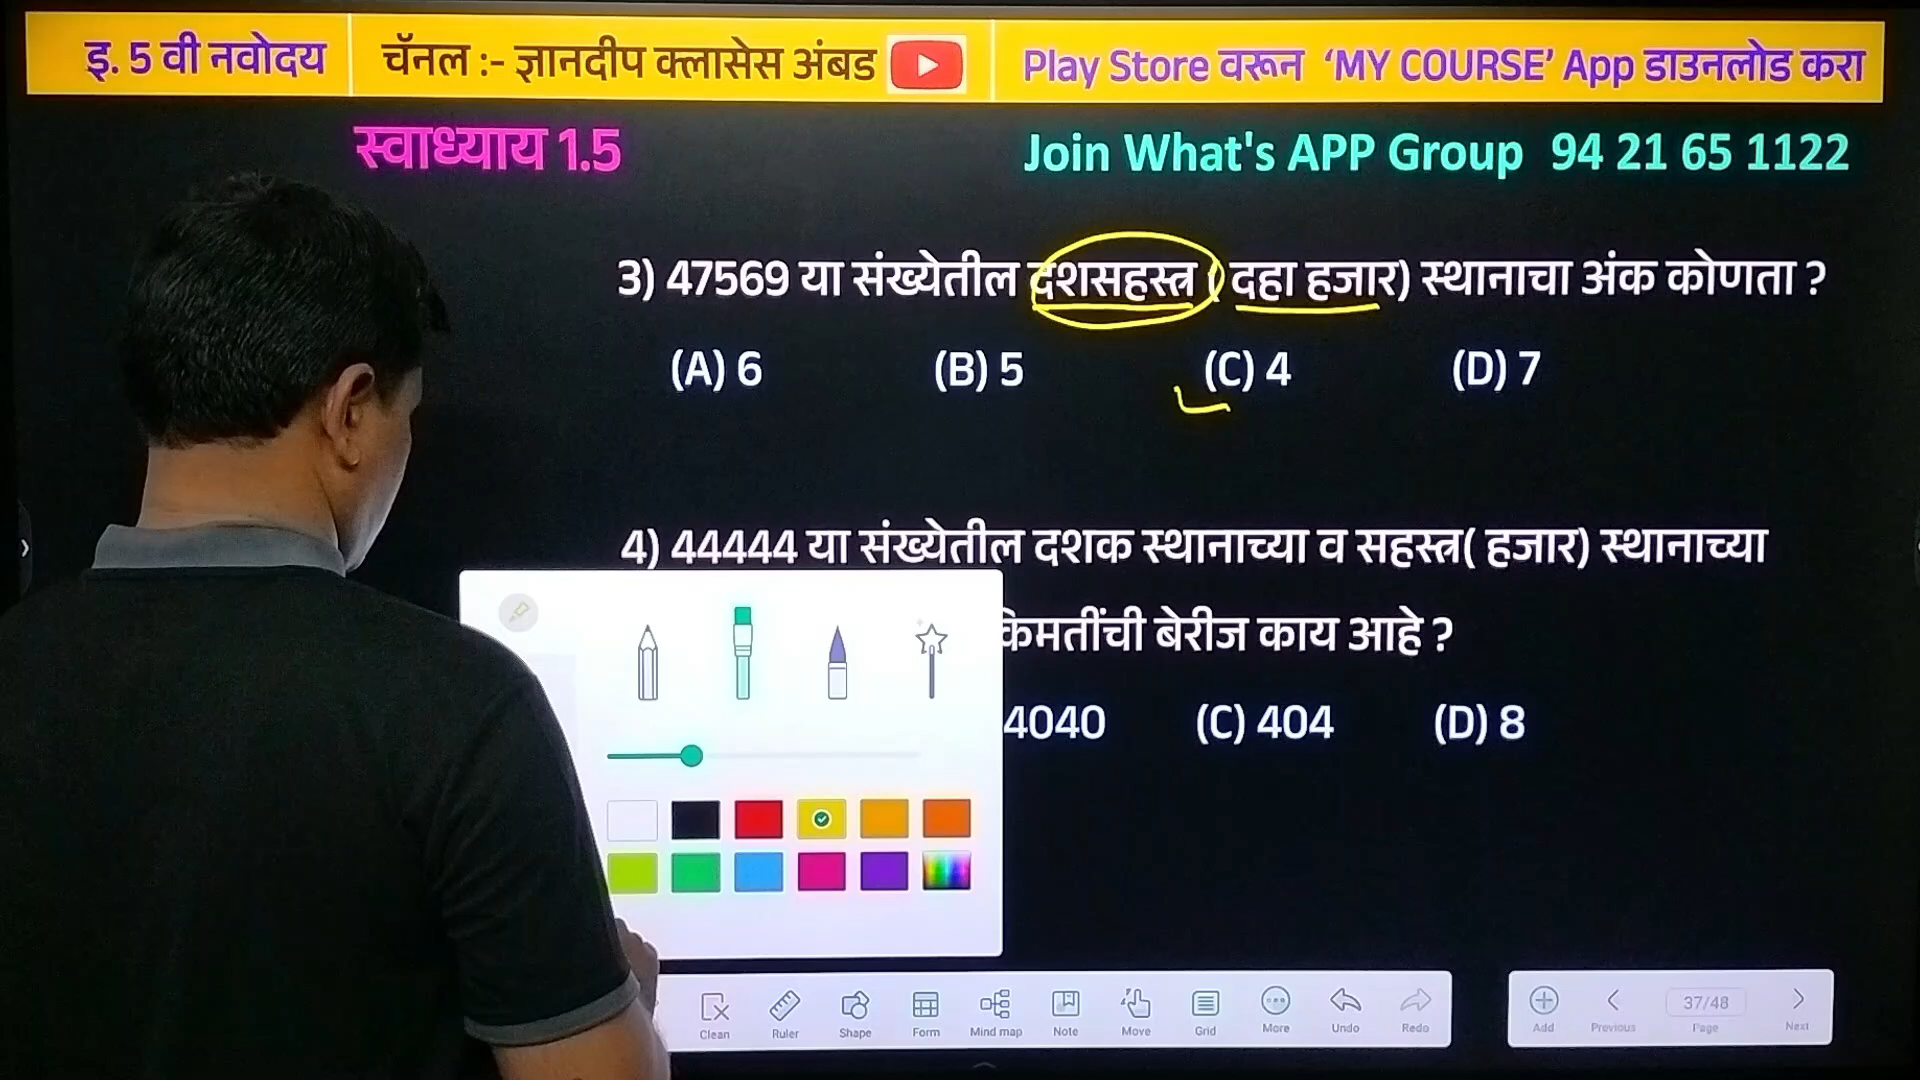 इ. 5 वी नवोदय
चॅनल :- ज्ञानदीप क्लासेस अंबड
Play Store वरून ‘MY COURSE’ App डाउनलोड करा
स्वाध्याय 1.5
Join What's APP Group 94 21 65 1122
3) 47569 या संख्येतील दशसहस्त्र ( दहा हजार) स्थानाचा अंक कोणता ?
(A) 6 (B) 5 (C) 4 (D) 7
4) 44444 या संख्येतील दशक स्थानाच्या व सहस्त्र( हजार) स्थानाच्या
किमतींची बेरीज काय आहे ?
4040 (C) 404 (D) 8
Clean Ruler Shape Form Mind map Note Move Grid More Undo Redo
Add Previous 37/48 Page Next